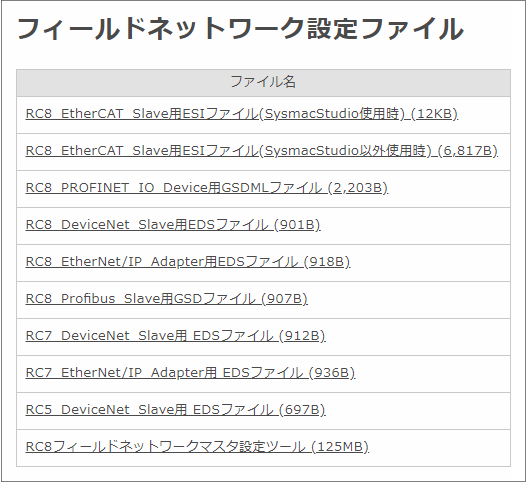 フィールドネットワーク設定ファイル
ファイル名
RC8_EtherCAT_Slave用ESIファイル(SysmacStudio使用時) (12KB)
RC8_EtherCAT_Slave用ESIファイル(SysmacStudio以外使用時) (6,817B)
RC8_PROFINET_IO_Device用GSDMLファイル (2,203B)
RC8_DeviceNet_Slave用EDSファイル (901B)
RC8_EtherNet/IP_Adapter用EDSファイル (918B)
RC8_Profibus_Slave用GSDファイル (907B)
RC7_DeviceNet_Slave用 EDSファイル (912B)
RC7_EtherNet/IP_Adapter用 EDSファイル (936B)
RC5_DeviceNet_Slave用 EDSファイル (697B)
RC8フィールドネットワークマスタ設定ツール (125MB)